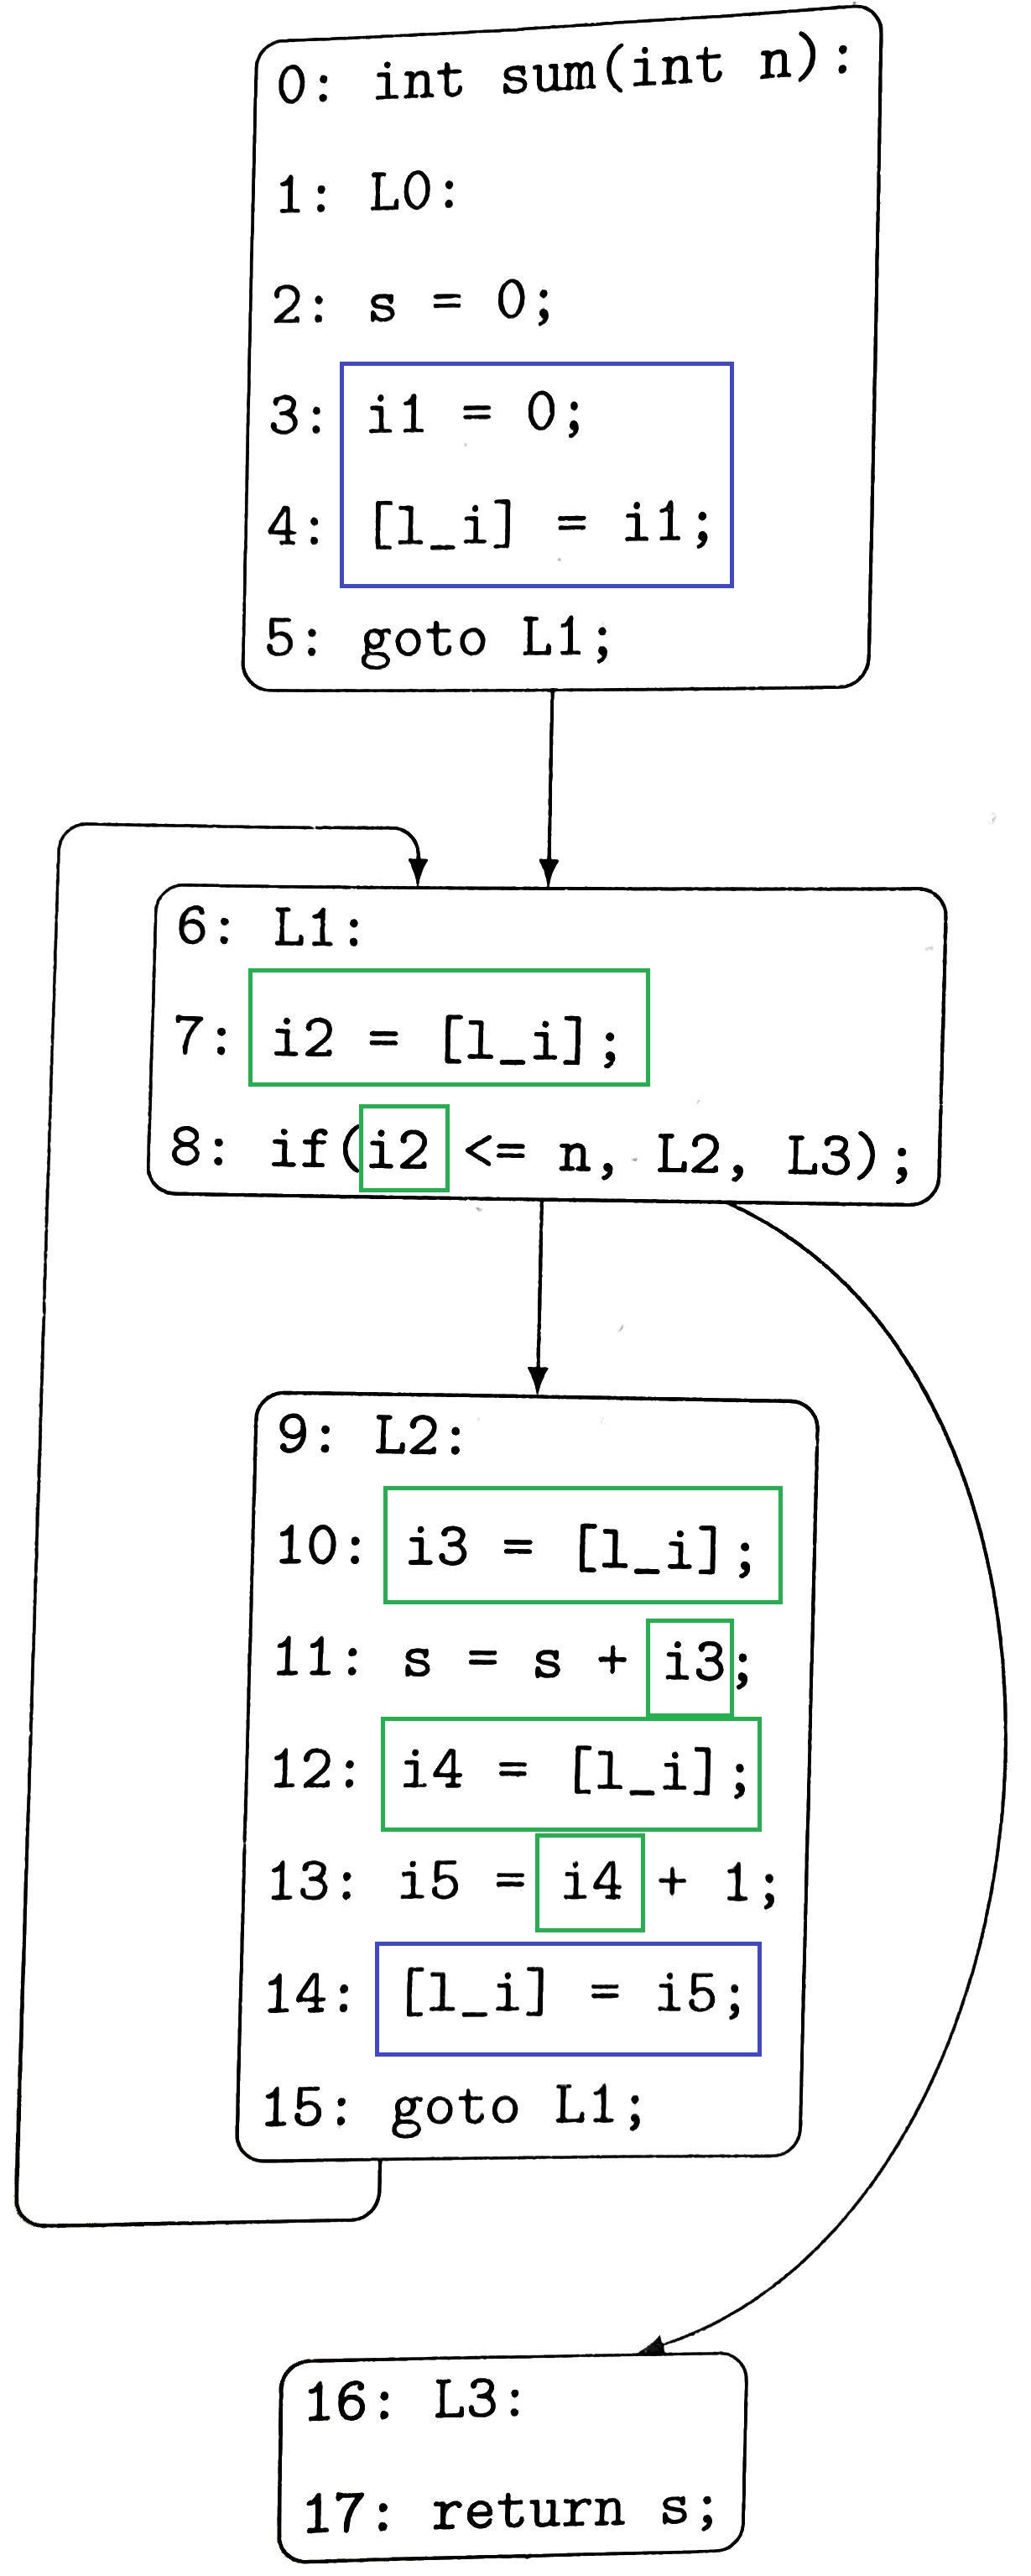 0: int sum(int n):
1: L0:
2: s = 0;
3: i1 = 0;
4: [l_i] = i1;
5: goto L1;
6: L1:
7: i2 = [l_i];
8: if(i2 <= n, L2, L3);
9: L2:
10: i3 = [l_i];
11: s = s + i3;
12: i4 = [l_i];
13: i5 = i4 + 1;
14: [l_i] = i5;
15: goto L1;
16: L3:
17: return s;